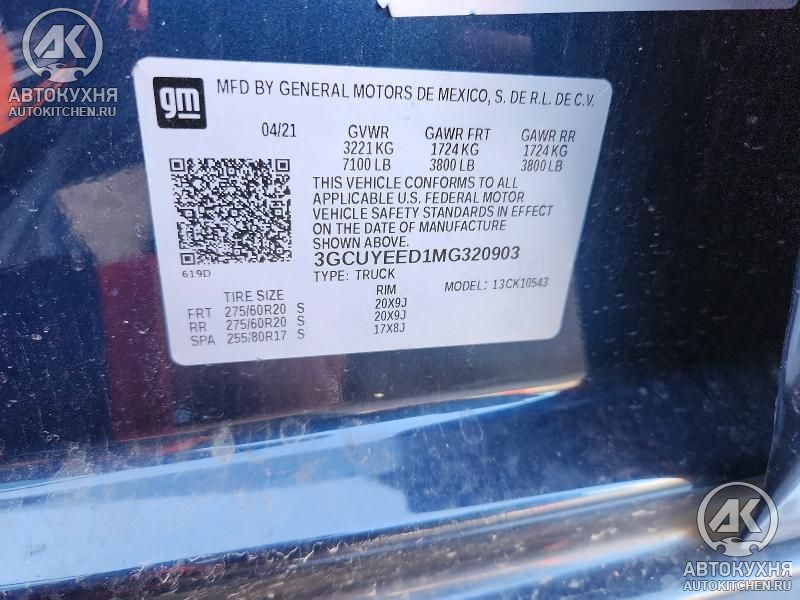 AK
АВТОКУХНЯ
AUTOKITCHEN.RU
gm MFD BY GENERAL MOTORS DE MEXICO, S. DE R.L. DE C.V.
04/21 GVWR GAWR FRT GAWR RR
3221 KG 1724 KG 1724 KG
7100 LB 3800 LB 3800 LB
THIS VEHICLE CONFORMS TO ALL
APPLICABLE U.S. FEDERAL MOTOR
VEHICLE SAFETY STANDARDS IN EFFECT
ON THE DATE OF MANUFACTURE
SHOWN ABOVE.
619D
3GCUYEED1MG320903
TYPE: TRUCK MODEL: 13CK10543
TIRE SIZE RIM
FRT 275/60R20 S 20X9J
RR 275/60R20 S 20X9J
SPA 255/80R17 S 17X8J
AK
АВТОКУХНЯ
AUTOKITCHEN.RU